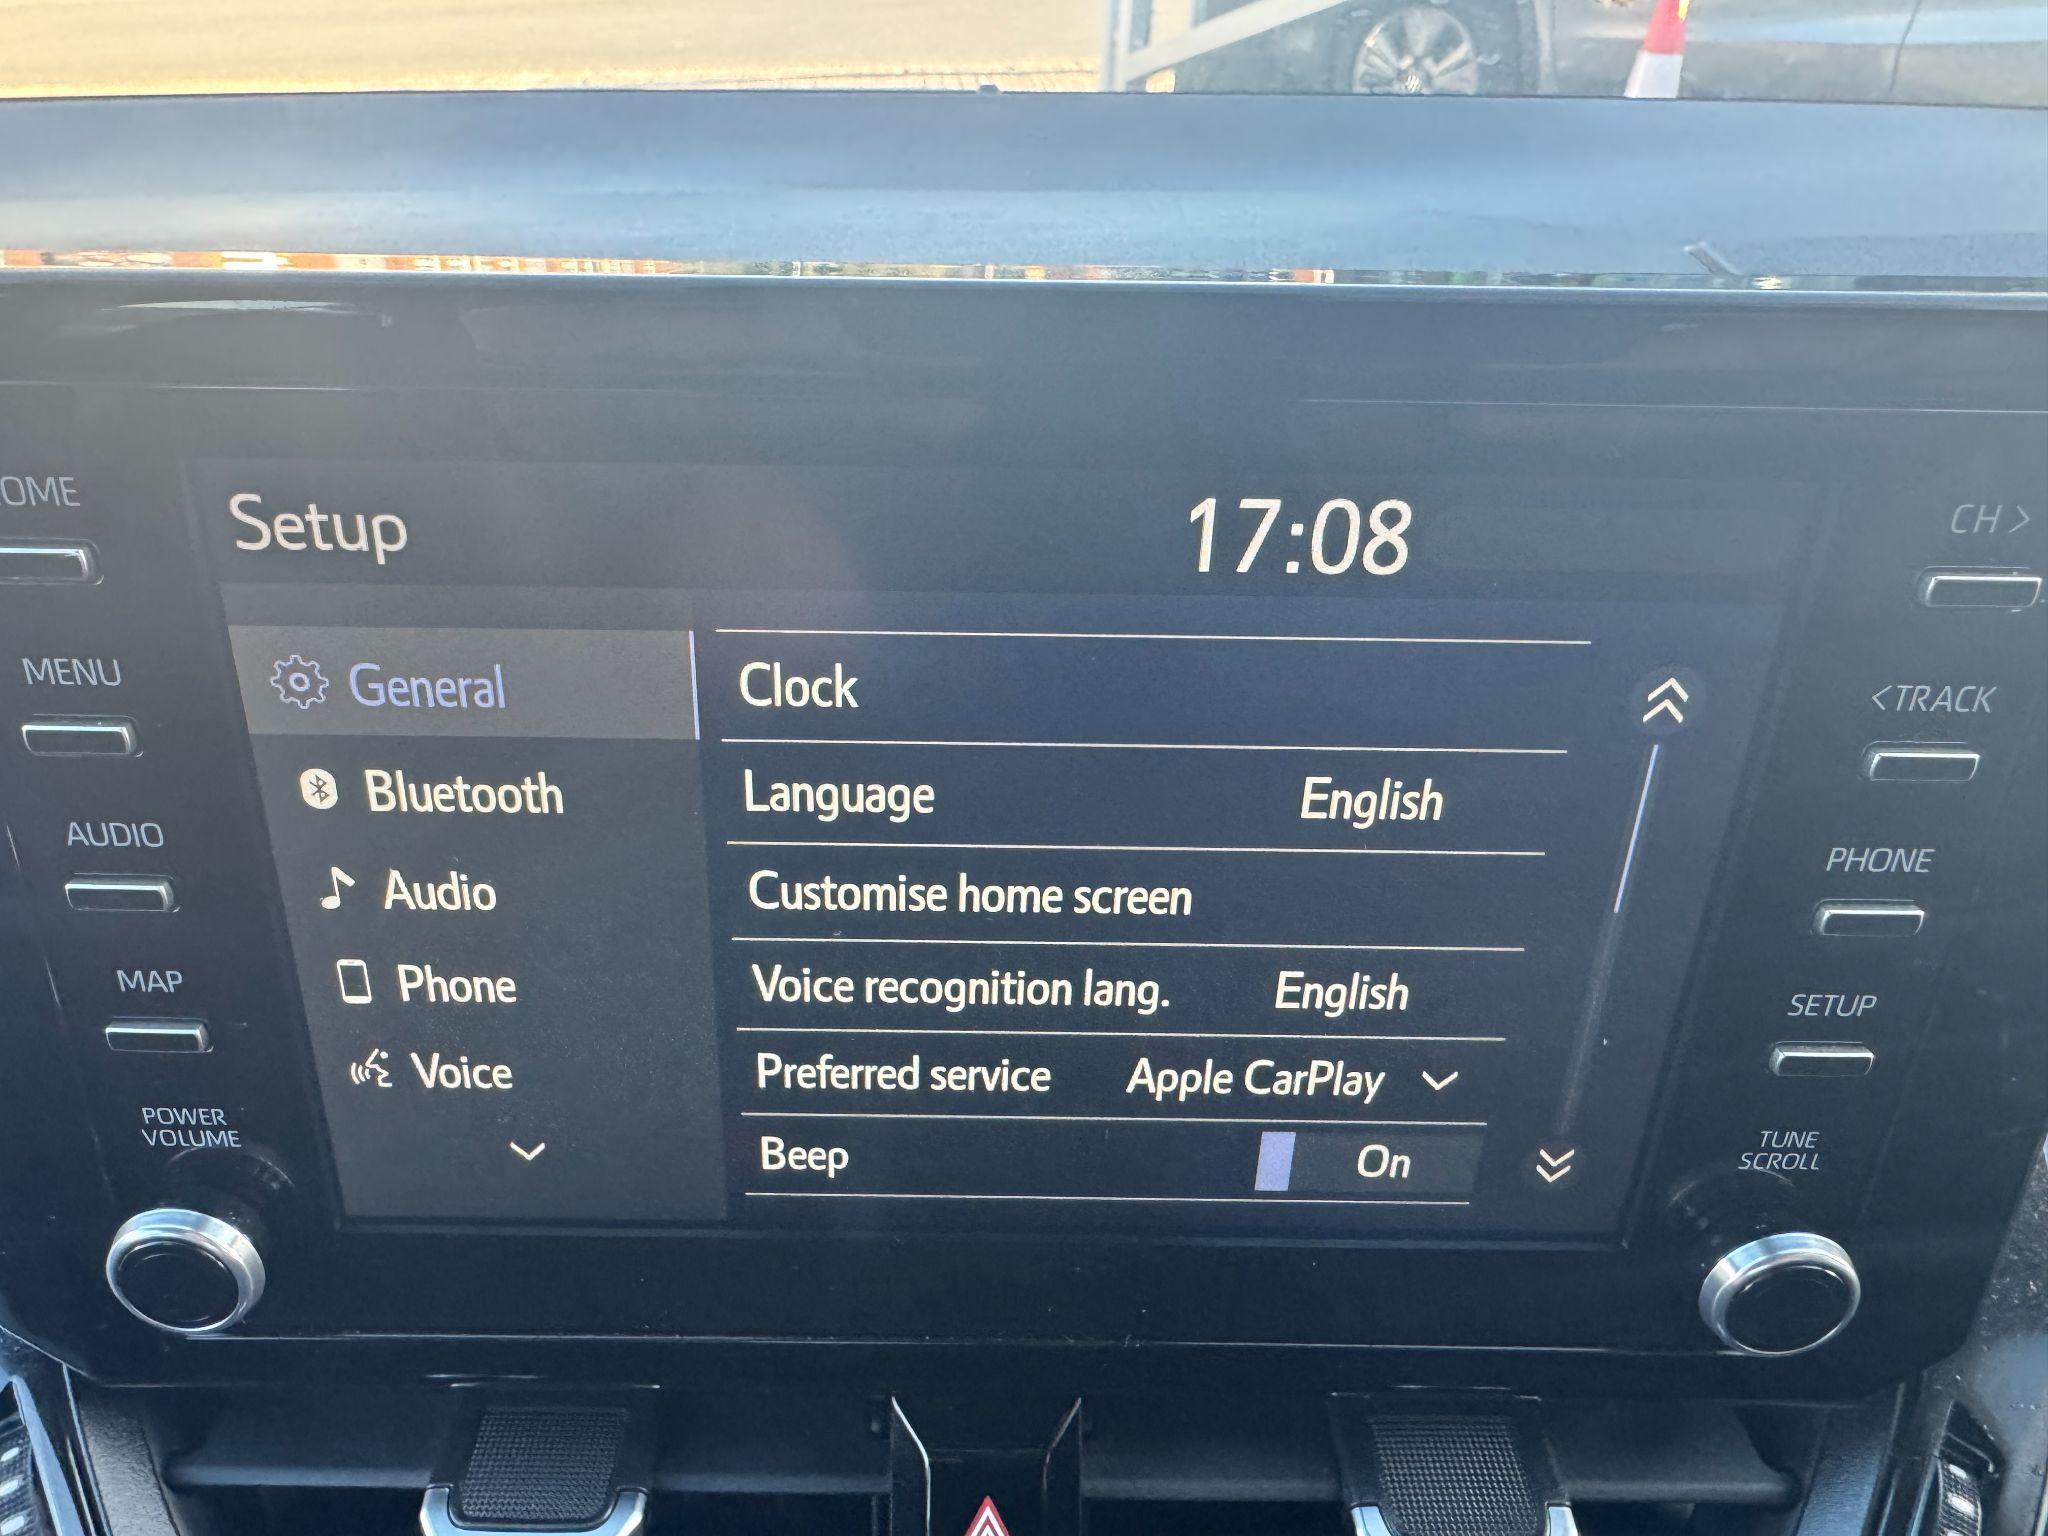 Setup 17:08
General
Bluetooth
Audio
Phone
Voice
Clock
Language English
Customise home screen
Voice recognition lang. English
Preferred service Apple CarPlay
Beep On
MENU
AUDIO
MAP
POWER
VOLUME
CH >
<TRACK
PHONE
SETUP
TUNE
SCROLL